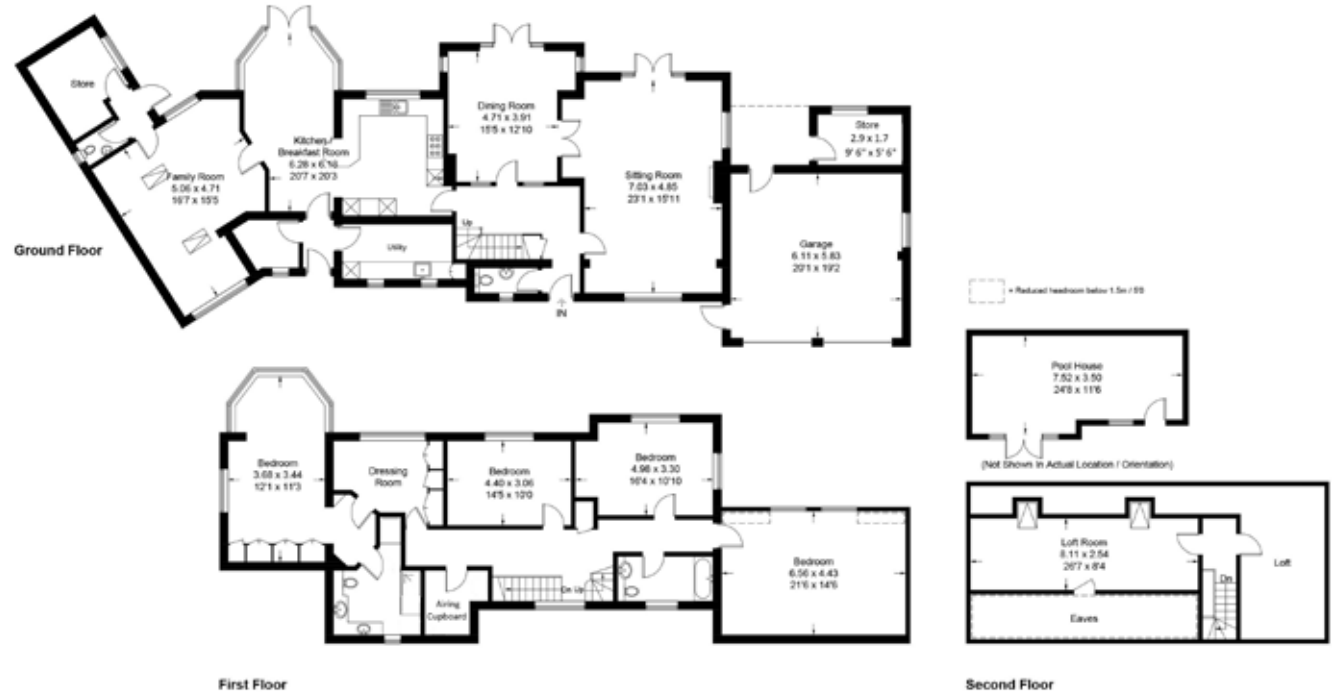 Store
Kitchen /
Breakfast Room
6.28 x 6.16
20'7 x 20'3
Dining Room
4.71 x 3.91
15'5 x 12'10
Family Room
5.06 x 4.71
16'7 x 15'5
Sitting Room
7.03 x 4.85
23'1 x 15'11
Store
2.9 x 1.7
9' 6" x 5' 6"
Up
Utility
Garage
6.11 x 5.83
20'1 x 19'2
IN
Ground Floor
= Reduced headroom below 1.5m / 5'0
Pool House
7.52 x 3.50
24'8 x 11'6
(Not Shown In Actual Location / Orientation)
Bedroom
3.68 x 3.44
12'1 x 11'3
Dressing
Room
Bedroom
4.40 x 3.06
14'5 x 10'0
Bedroom
4.98 x 3.30
16'4 x 10'10
Bedroom
6.56 x 4.43
21'6 x 14'6
Dn Up
Airing
Cupboard
First Floor
Loft Room
8.11 x 2.54
26'7 x 8'4
Dn
Loft
Eaves
Second Floor